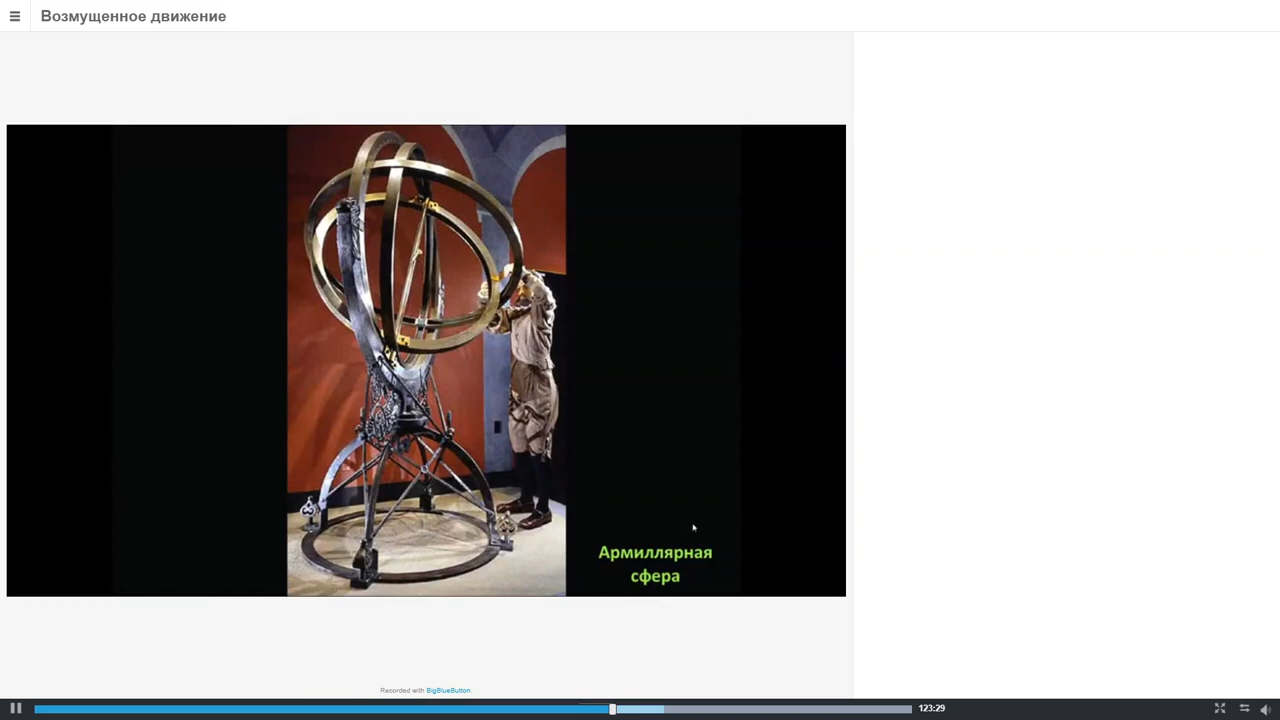 Возмущенное движение
Армиллярная
сфера
Recorded with BigBlueButton.
123:29